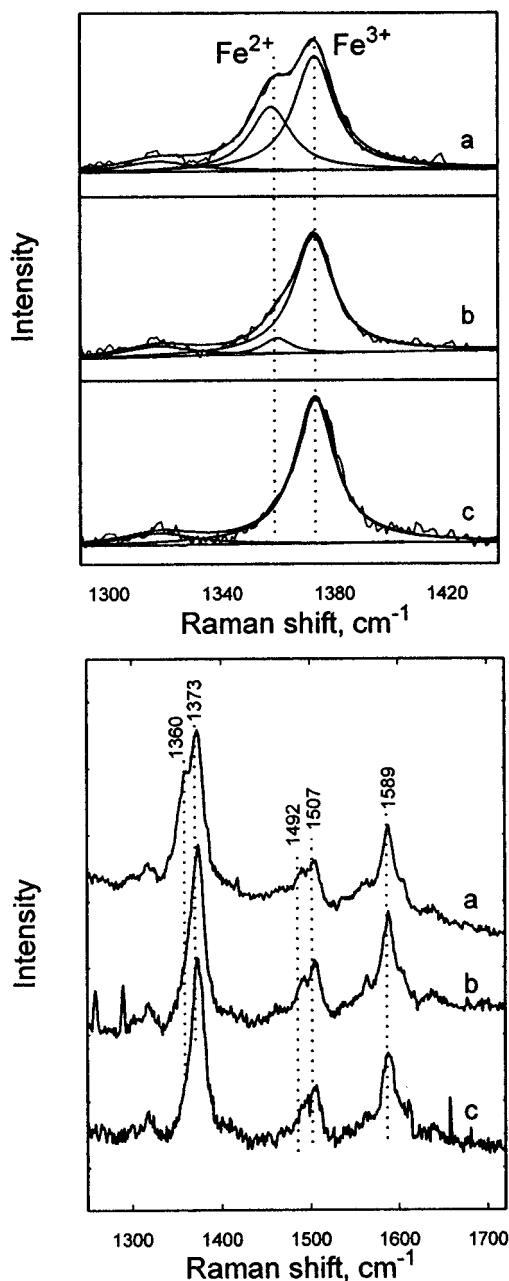 Fe2+ Fe3+
a
b
c
Intensity
1300 1340 1380 1420
Raman shift, cm-1
1360
1373
1492
1507
1589
a
b
c
Intensity
1300 1400 1500 1600 1700
Raman shift, cm-1